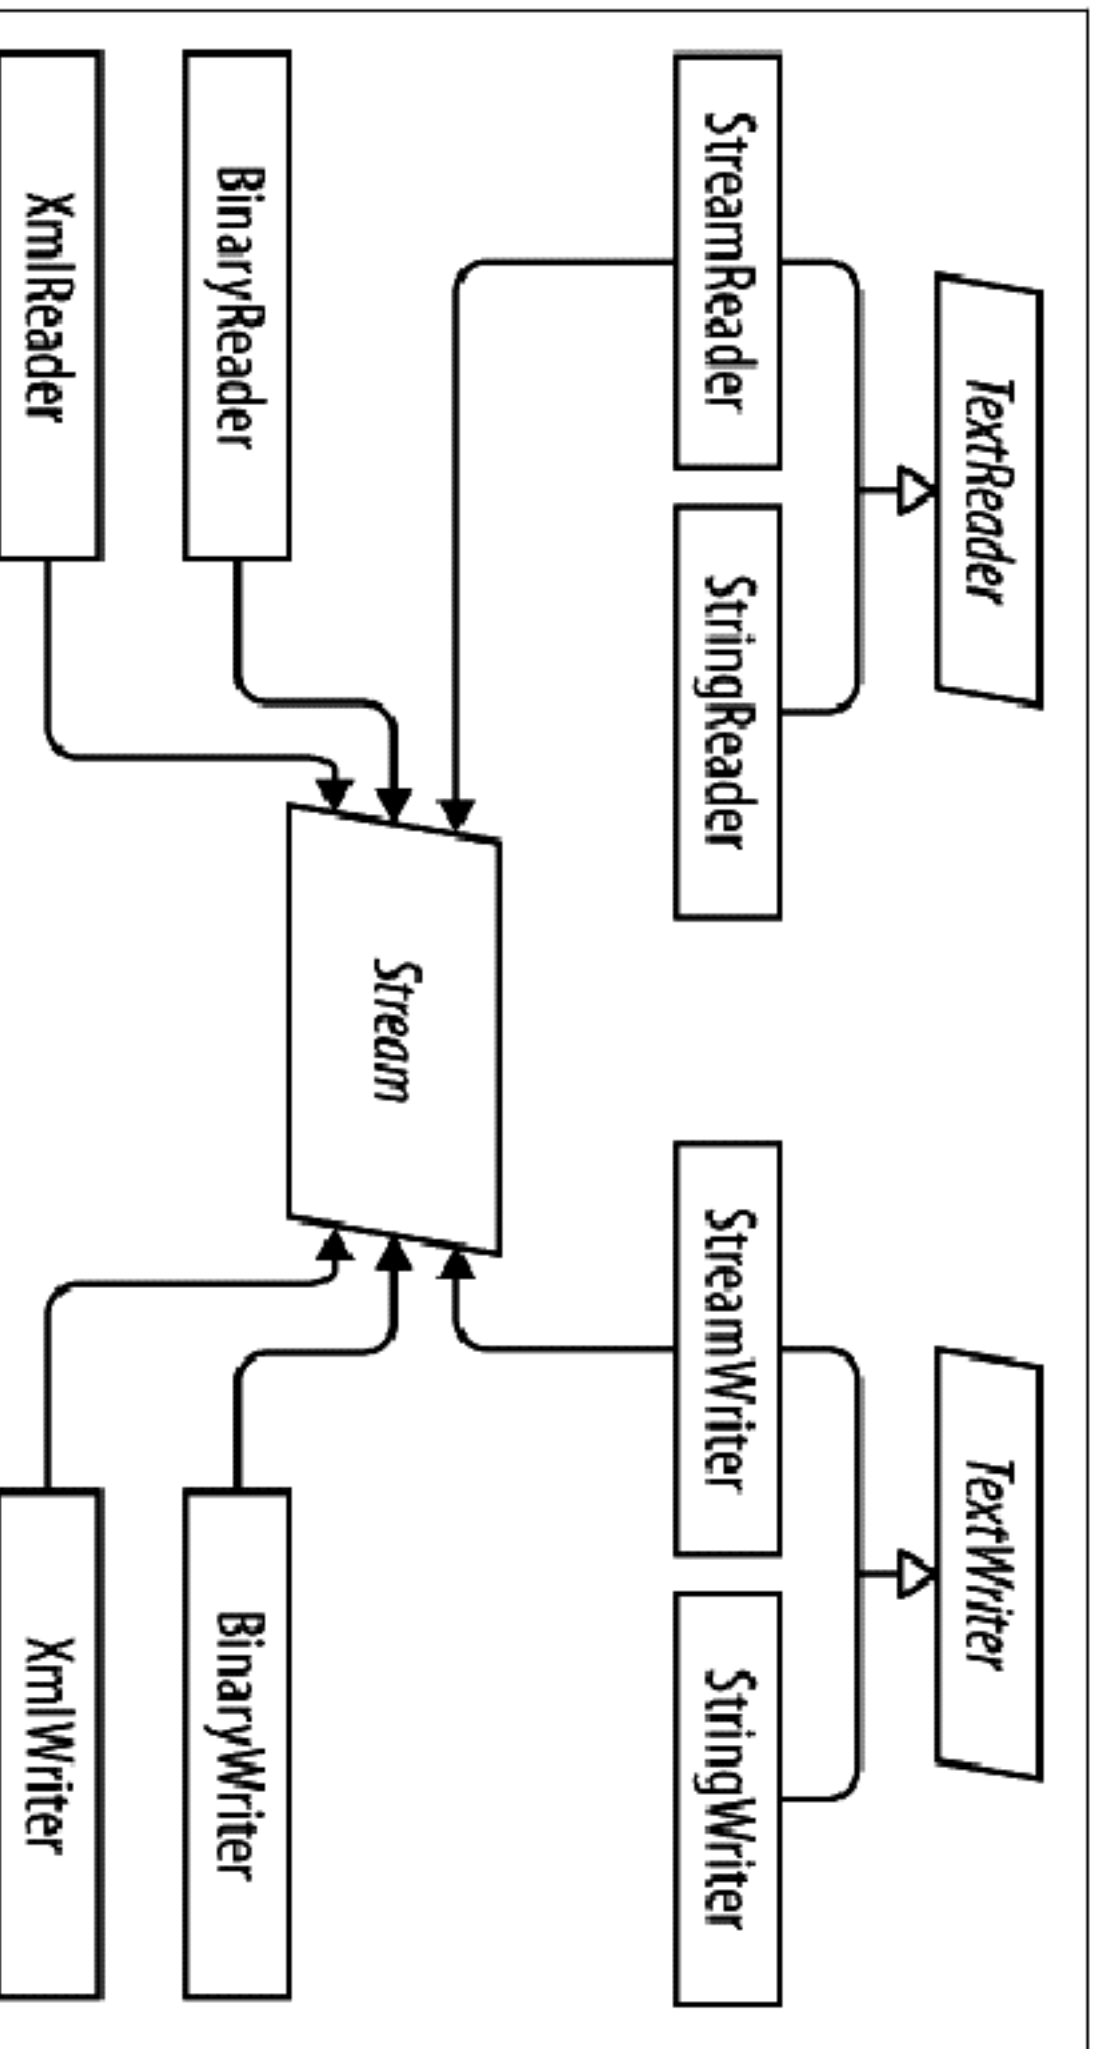 TextReader
TextWriter
StreamReader
StringReader
StreamWriter
StringWriter
Stream
BinaryReader
BinaryWriter
XmlReader
XmlWriter